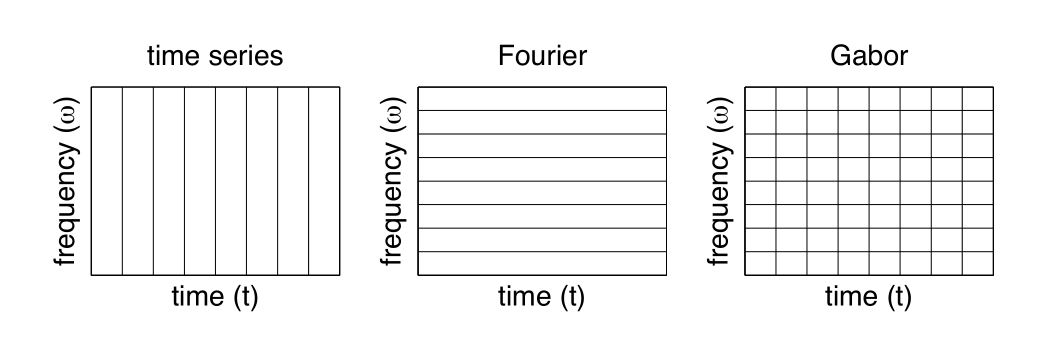 time series
frequency (ω)
time (t)
Fourier
frequency (ω)
time (t)
Gabor
frequency (ω)
time (t)